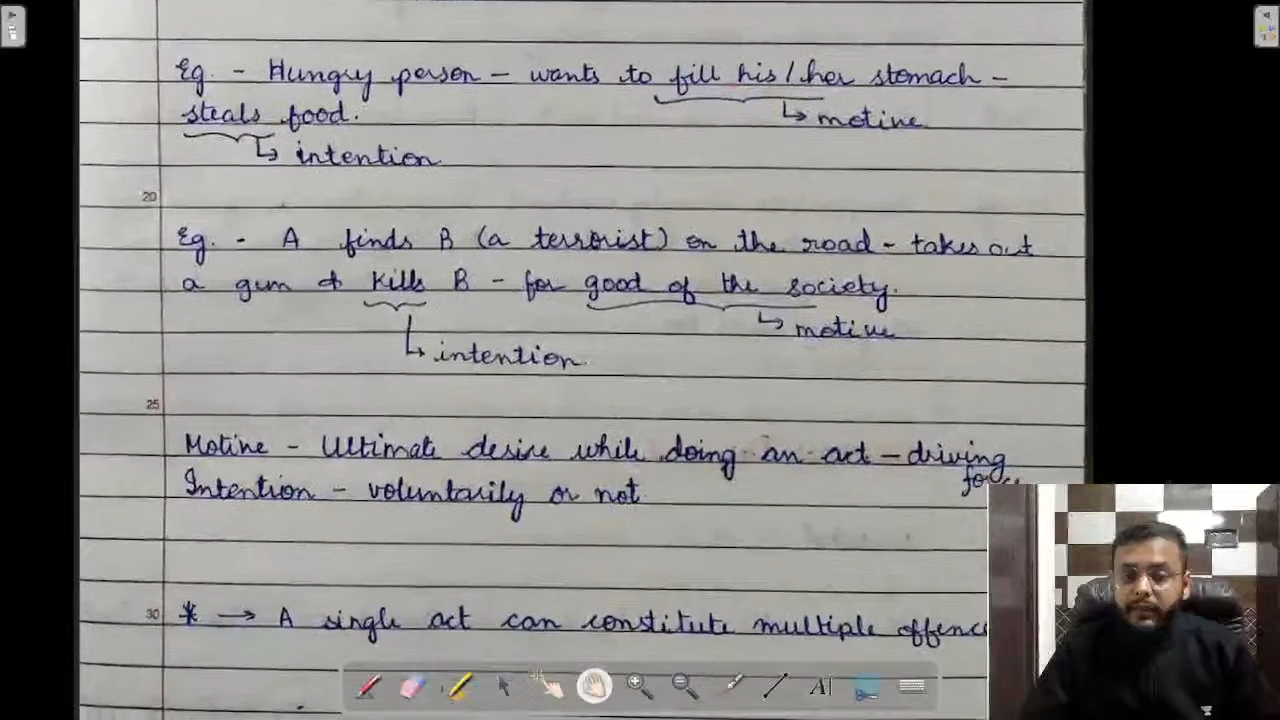 Eg. - Hungry person - wants to fill his/her stomach -
↳ motive
steals food.
↳ intention
20
Eg. - A finds B (a terrorist) on the road - takes out
a gun & kills B - for good of the society.
↳ motive
↳ intention
25
Motive - Ultimate desire while doing an act - driving
force
Intention - voluntarily or not
30 * → A single act can constitute multiple offence
AI